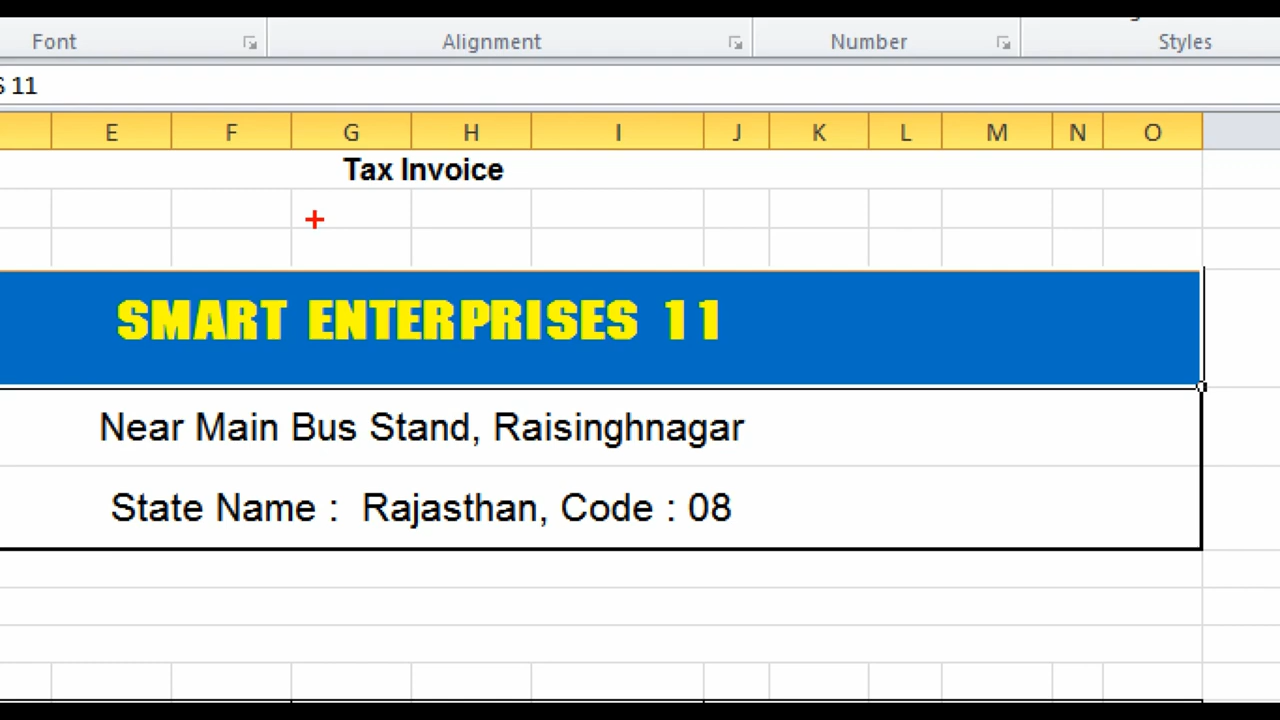 Font Alignment Number Styles
S 11
E F G H I J K L M N O
Tax Invoice
SMART ENTERPRISES 11
Near Main Bus Stand, Raisinghnagar
State Name : Rajasthan, Code : 08